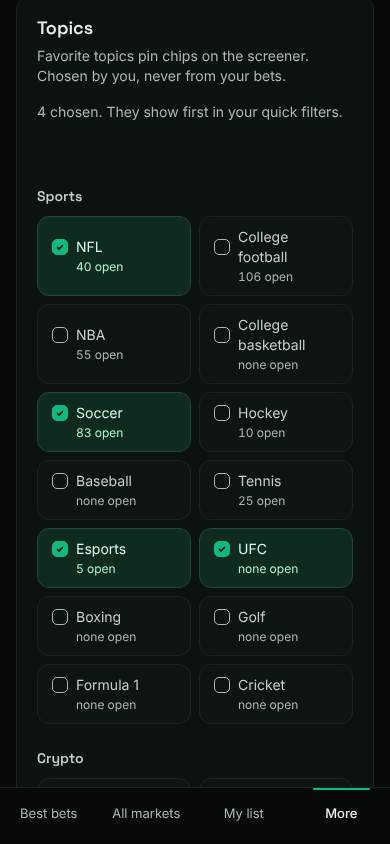 Topics
Favorite topics pin chips on the screener.
Chosen by you, never from your bets.
4 chosen. They show first in your quick filters.
Sports
NFL
40 open
College
football
106 open
NBA
55 open
College
basketball
none open
Soccer
83 open
Hockey
10 open
Baseball
none open
Tennis
25 open
Esports
5 open
UFC
none open
Boxing
none open
Golf
none open
Formula 1
none open
Cricket
none open
Crypto
Best bets
All markets
My list
More